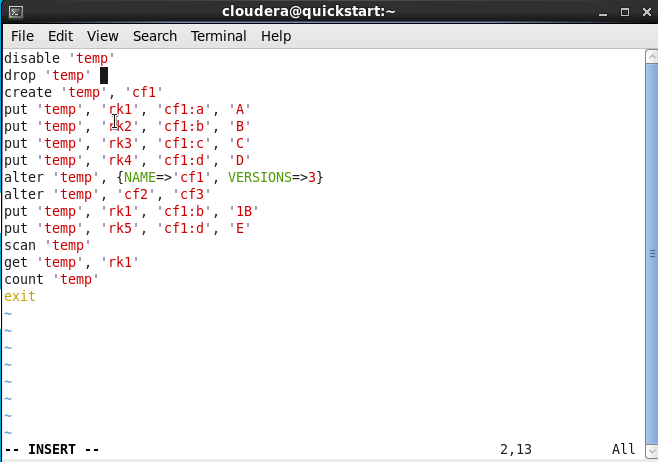 cloudera@quickstart:~
File Edit View Search Terminal Help
disable 'temp'
drop 'temp'
create 'temp', 'cf1'
put 'temp', 'rk1', 'cf1:a', 'A'
put 'temp', 'rk2', 'cf1:b', 'B'
put 'temp', 'rk3', 'cf1:c', 'C'
put 'temp', 'rk4', 'cf1:d', 'D'
alter 'temp', {NAME=>'cf1', VERSIONS=>3}
alter 'temp', 'cf2', 'cf3'
put 'temp', 'rk1', 'cf1:b', '1B'
put 'temp', 'rk5', 'cf1:d', 'E'
scan 'temp'
get 'temp', 'rk1'
count 'temp'
exit
~
~
~
~
~
~
~
~
-- INSERT -- 2,13 All